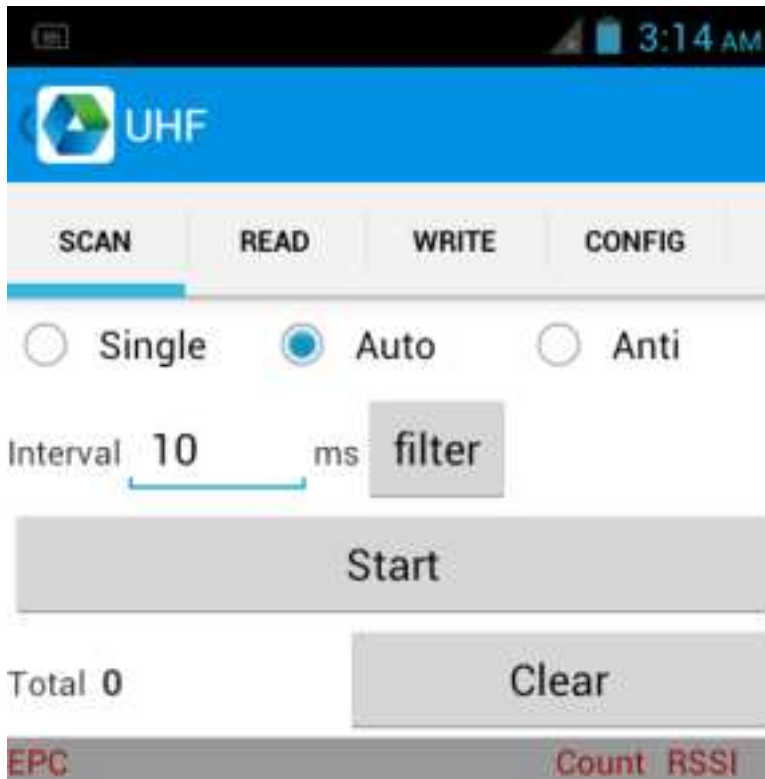 3:14 AM
UHF
SCAN READ WRITE CONFIG
Single Auto Anti
Interval 10 ms filter
Start
Total 0 Clear
EPC Count RSSI